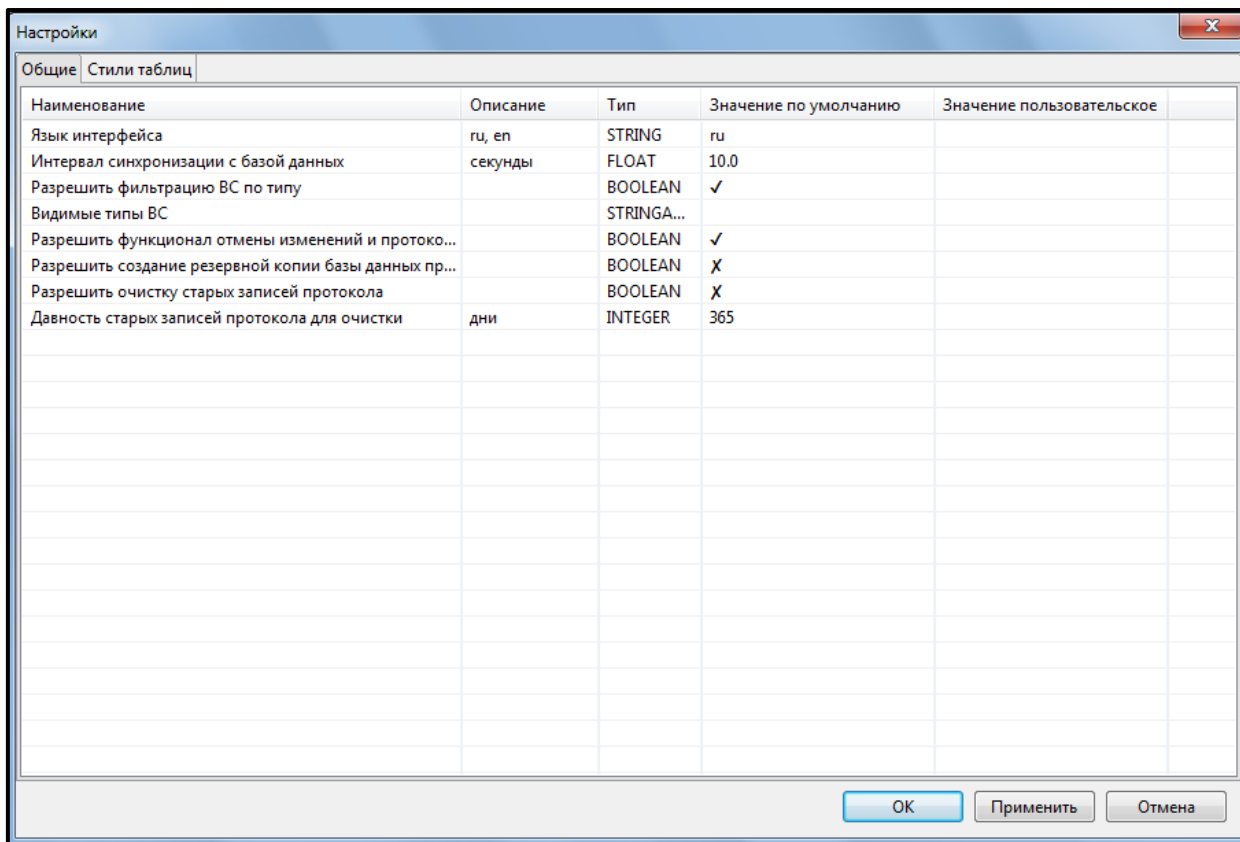 Настройки
Общие Стили таблиц
Наименование Описание Тип Значение по умолчанию Значение пользовательское
Язык интерфейса ru, en STRING ru
Интервал синхронизации с базой данных секунды FLOAT 10.0
Разрешить фильтрацию ВС по типу BOOLEAN ✓
Видимые типы ВС STRINGA...
Разрешить функционал отмены изменений и протоко... BOOLEAN ✓
Разрешить создание резервной копии базы данных пр... BOOLEAN ✗
Разрешить очистку старых записей протокола BOOLEAN ✗
Давность старых записей протокола для очистки дни INTEGER 365
OK Применить Отмена